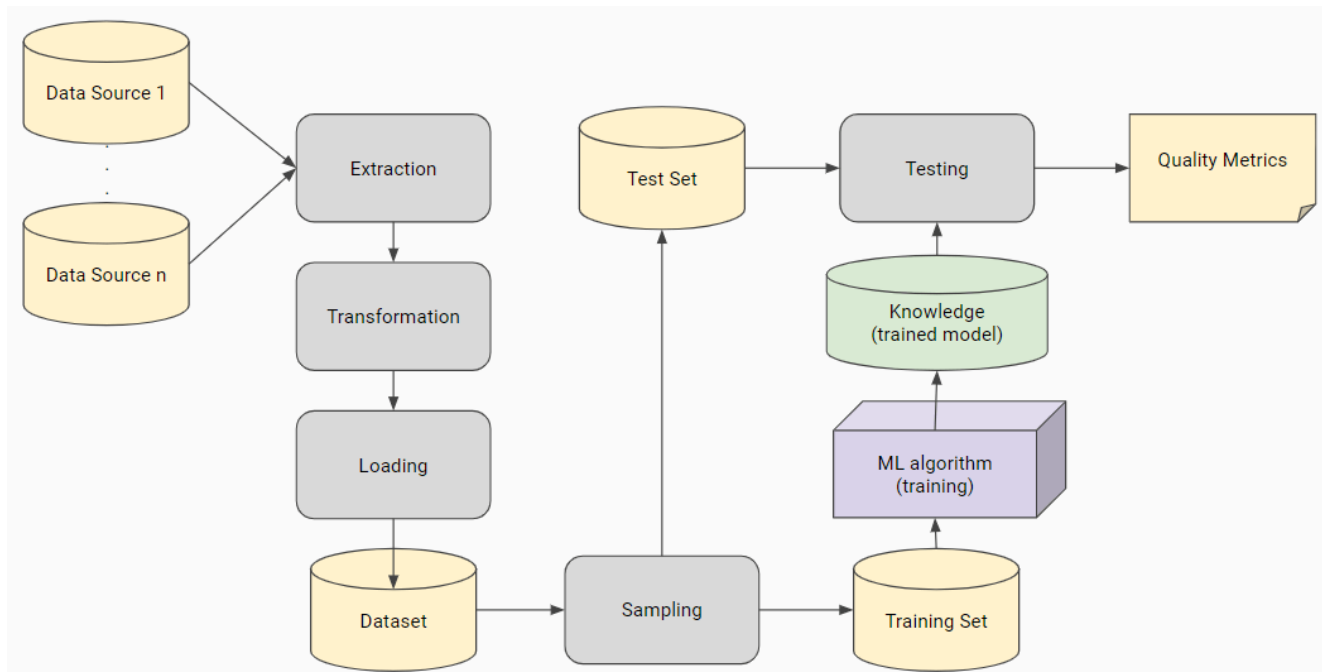 Data Source 1
.
.
.
Data Source n
Extraction
Transformation
Loading
Dataset
Sampling
Test Set
Training Set
ML algorithm
(training)
Knowledge
(trained model)
Testing
Quality Metrics